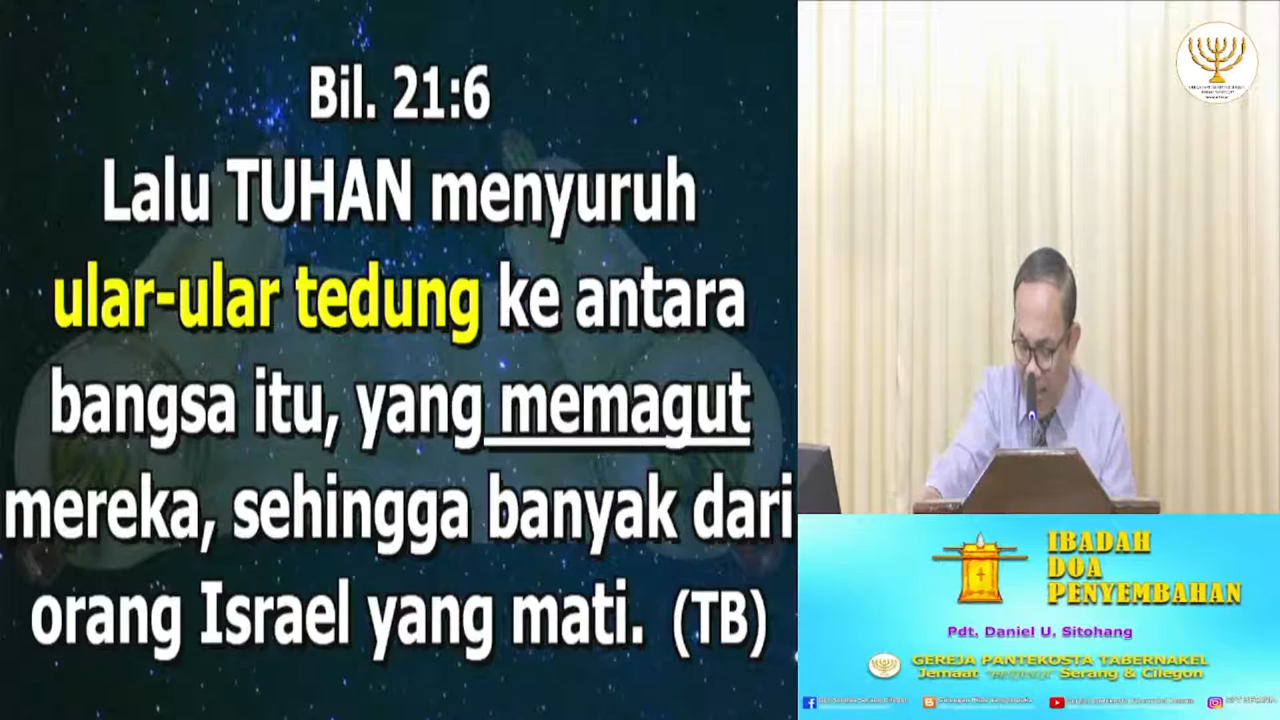 Bil. 21:6
Lalu TUHAN menyuruh
ular-ular tedung ke antara
bangsa itu, yang memagut
mereka, sehingga banyak dari
orang Israel yang mati. (TB)
IBADAH
DOA
PENYEMBAHAN
Pdt. Daniel U. Sitohang
GEREJA PANTEKOSTA TABERNAKEL
Jemaat Serang & Cilegon